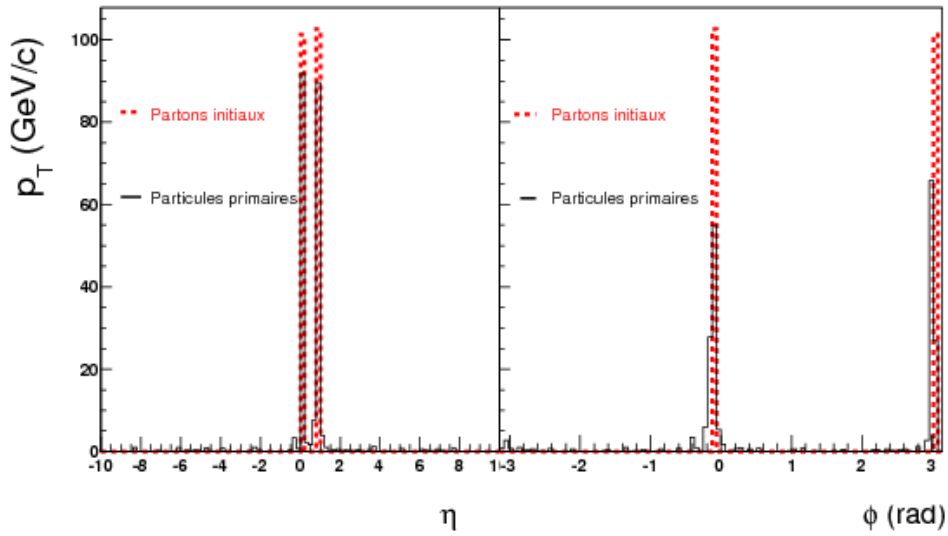 p_T (GeV/c)
100
80
60
40
20
0
Partons initiaux
Particules primaires
Partons initiaux
Particules primaires
-10 -8 -6 -4 -2 0 2 4 6 8 1
-3 -2 -1 0 1 2 3
η
ϕ (rad)